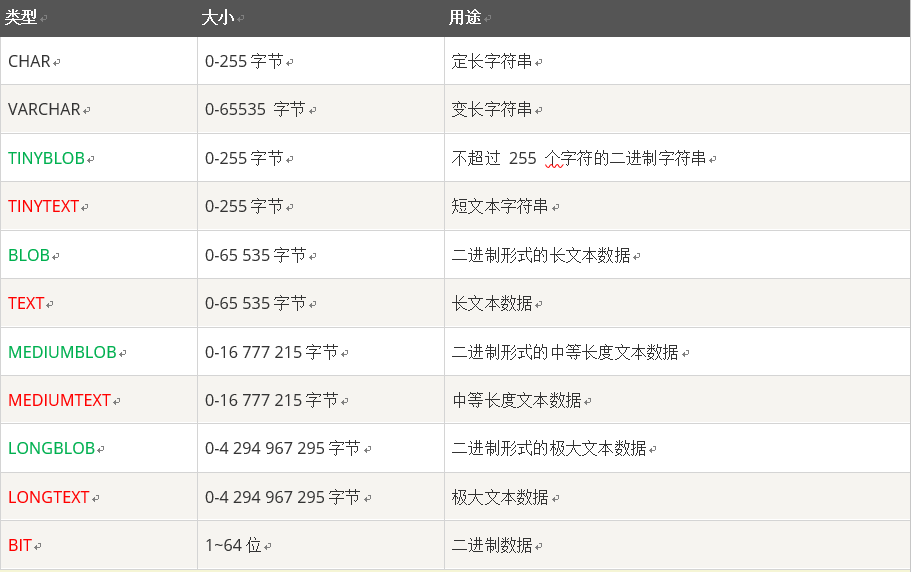 类型 大小 用途
CHAR 0-255 字节 定长字符串
VARCHAR 0-65535 字节 变长字符串
TINYBLOB 0-255 字节 不超过 255 个字符的二进制字符串
TINYTEXT 0-255 字节 短文本字符串
BLOB 0-65 535 字节 二进制形式的长文本数据
TEXT 0-65 535 字节 长文本数据
MEDIUMBLOB 0-16 777 215 字节 二进制形式的中等长度文本数据
MEDIUMTEXT 0-16 777 215 字节 中等长度文本数据
LONGBLOB 0-4 294 967 295 字节 二进制形式的极大文本数据
LONGTEXT 0-4 294 967 295 字节 极大文本数据
BIT 1~64 位 二进制数据